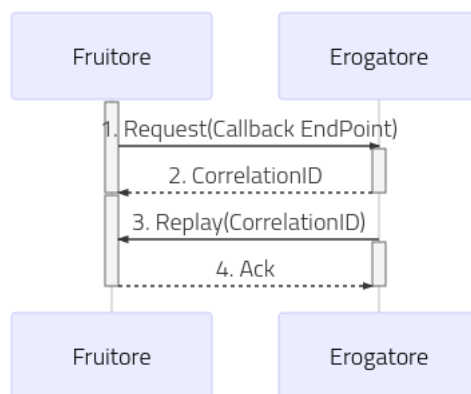 Fruitore
Erogatore
1. Request(Callback EndPoint)
2. CorrelationID
3. Replay(CorrelationID)
4. Ack
Fruitore
Erogatore